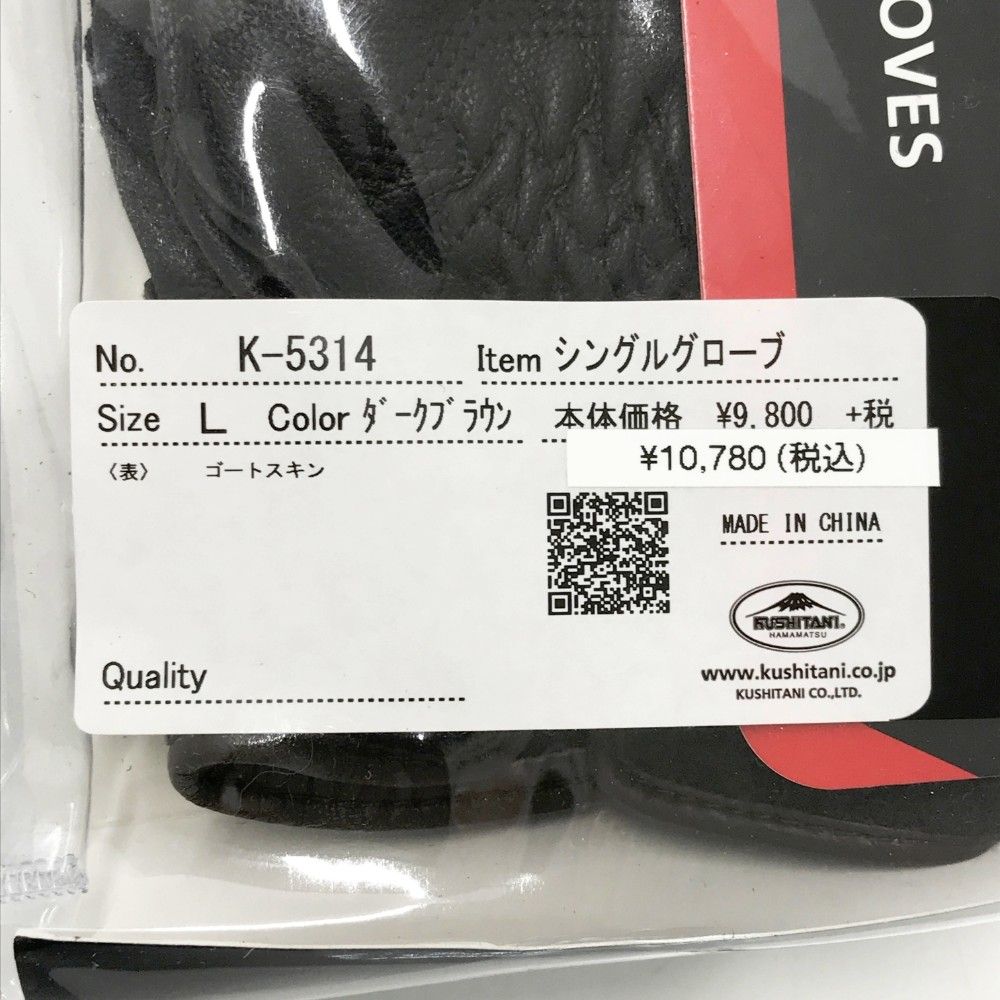 OVES
No. K-5314 Item シングルグローブ
Size L Color ﾀﾞｰｸﾌﾞﾗｳﾝ 本体価格 ¥9,800 +税
¥10,780(税込)
〈表〉 ゴートスキン
MADE IN CHINA
KUSHITANI®
HAMAMATSU
Quality
www.kushitani.co.jp
KUSHITANI CO.,LTD.